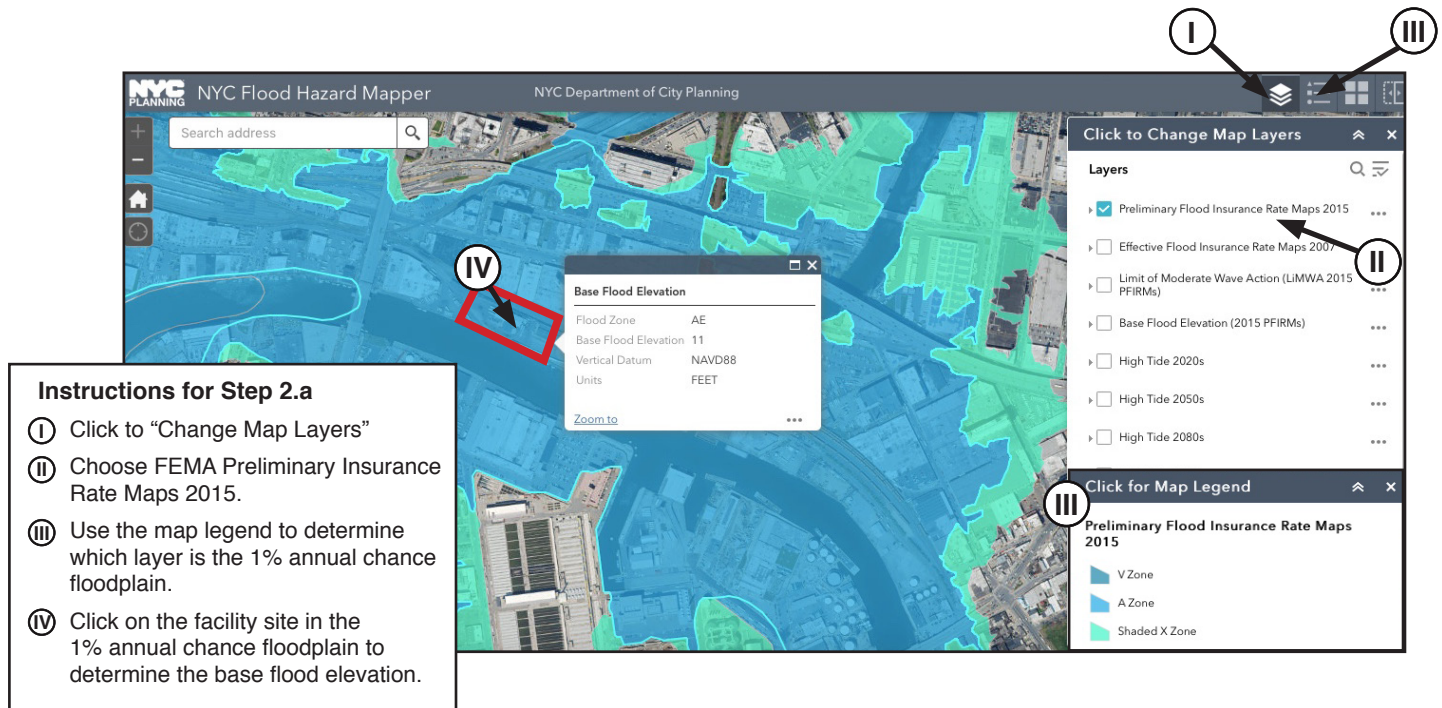 I
III
NYC
PLANNING
NYC Flood Hazard Mapper
NYC Department of City Planning
Search address
Click to Change Map Layers
Layers
Preliminary Flood Insurance Rate Maps 2015
Effective Flood Insurance Rate Maps 2007
II
Limit of Moderate Wave Action (LiMWA 2015
PFIRMs)
Base Flood Elevation (2015 PFIRMs)
High Tide 2020s
High Tide 2050s
High Tide 2080s
IV
Base Flood Elevation
Flood Zone AE
Base Flood Elevation 11
Vertical Datum NAVD88
Units FEET
Zoom to
III
Click for Map Legend
Preliminary Flood Insurance Rate Maps
2015
V Zone
A Zone
Shaded X Zone
Instructions for Step 2.a
I Click to “Change Map Layers”
II Choose FEMA Preliminary Insurance
Rate Maps 2015.
III Use the map legend to determine
which layer is the 1% annual chance
floodplain.
IV Click on the facility site in the
1% annual chance floodplain to
determine the base flood elevation.